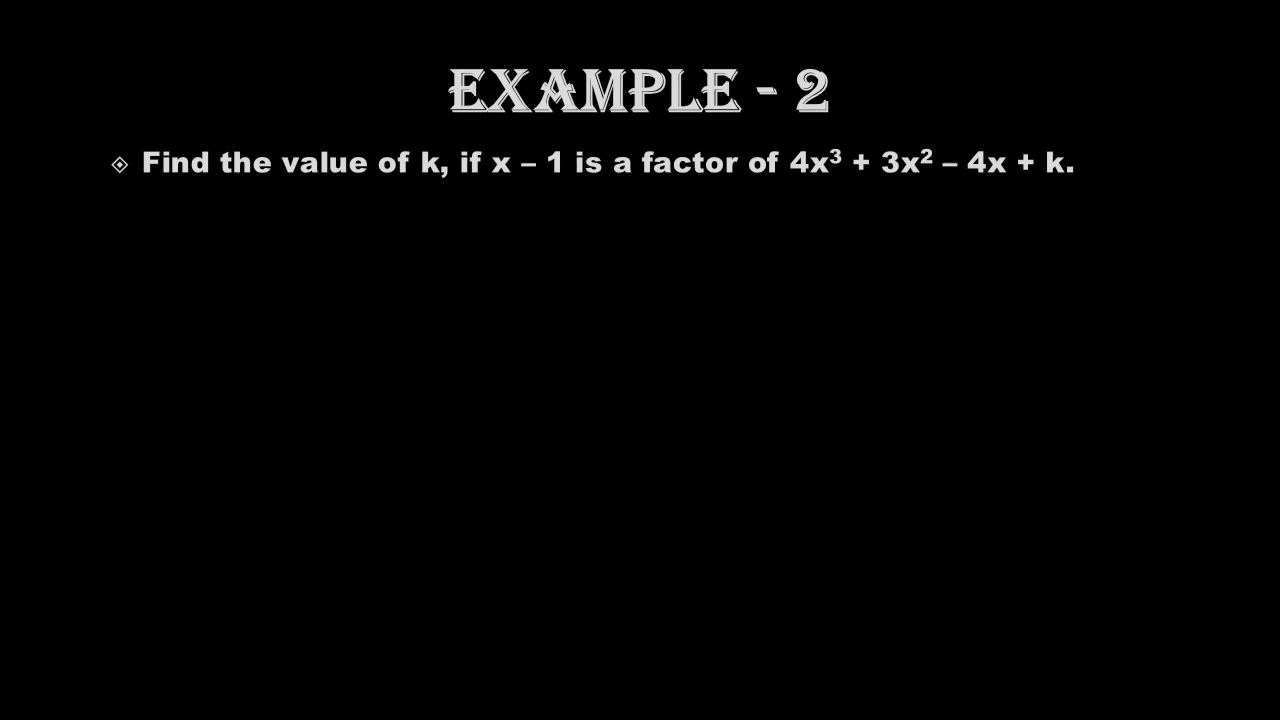 EXAMPLE - 2
Find the value of k, if x – 1 is a factor of 4x³ + 3x² – 4x + k.